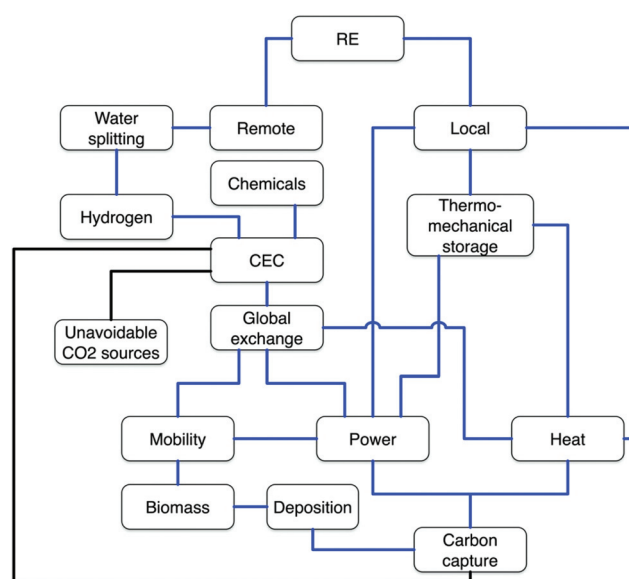 RE
Water
splitting
Remote
Local
Chemicals
Hydrogen
Thermo-
mechanical
storage
CEC
Global
exchange
Unavoidable
CO2 sources
Mobility
Power
Heat
Biomass
Deposition
Carbon
capture